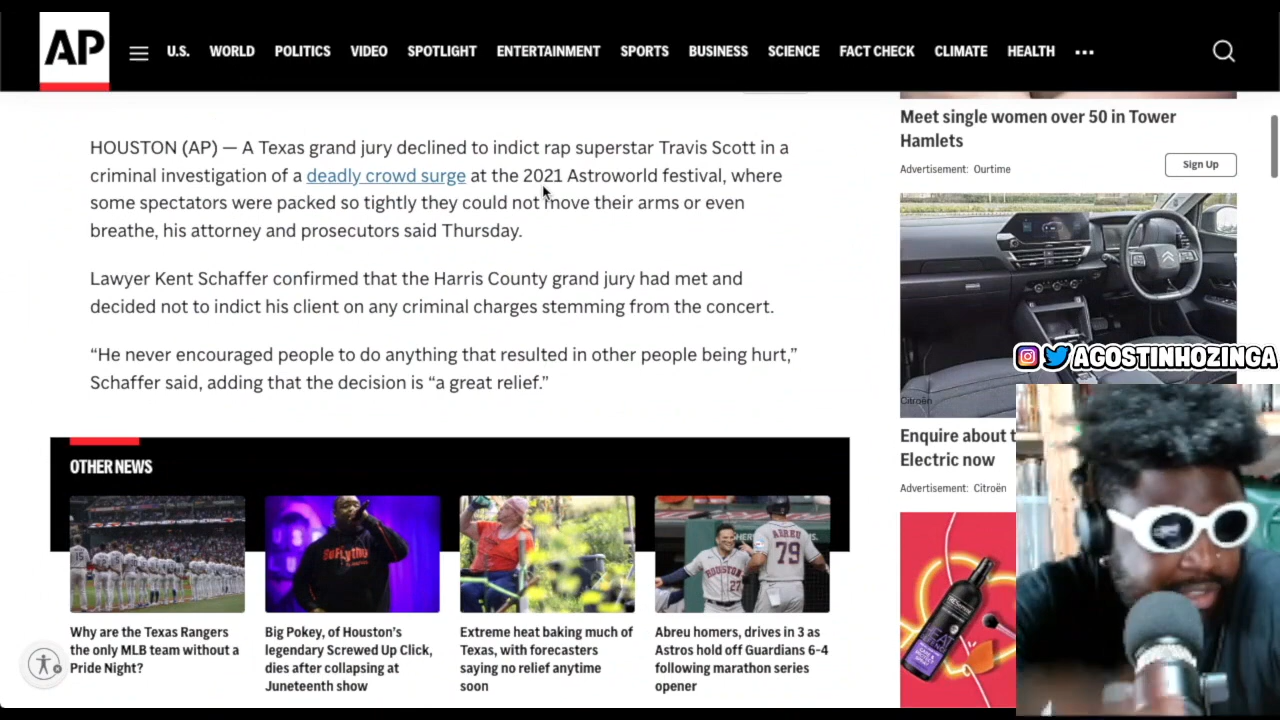 AP
U.S. WORLD POLITICS VIDEO SPOTLIGHT ENTERTAINMENT SPORTS BUSINESS SCIENCE FACT CHECK CLIMATE HEALTH •••
HOUSTON (AP) — A Texas grand jury declined to indict rap superstar Travis Scott in a
criminal investigation of a deadly crowd surge at the 2021 Astroworld festival, where
some spectators were packed so tightly they could not move their arms or even
breathe, his attorney and prosecutors said Thursday.
Lawyer Kent Schaffer confirmed that the Harris County grand jury had met and
decided not to indict his client on any criminal charges stemming from the concert.
“He never encouraged people to do anything that resulted in other people being hurt,”
Schaffer said, adding that the decision is “a great relief.”
OTHER NEWS
15
ABREU
79
HOUSTON
27
Why are the Texas Rangers
the only MLB team without a
Pride Night?
Big Pokey, of Houston’s
legendary Screwed Up Click,
dies after collapsing at
Juneteenth show
Extreme heat baking much of
Texas, with forecasters
saying no relief anytime
soon
Abreu homers, drives in 3 as
Astros hold off Guardians 6-4
following marathon series
opener
Meet single women over 50 in Tower
Hamlets
Advertisement: Ourtime
Sign Up
Citroën
@AGOSTINHOZINGA
Enquire about t
Electric now
Advertisement: Citroën